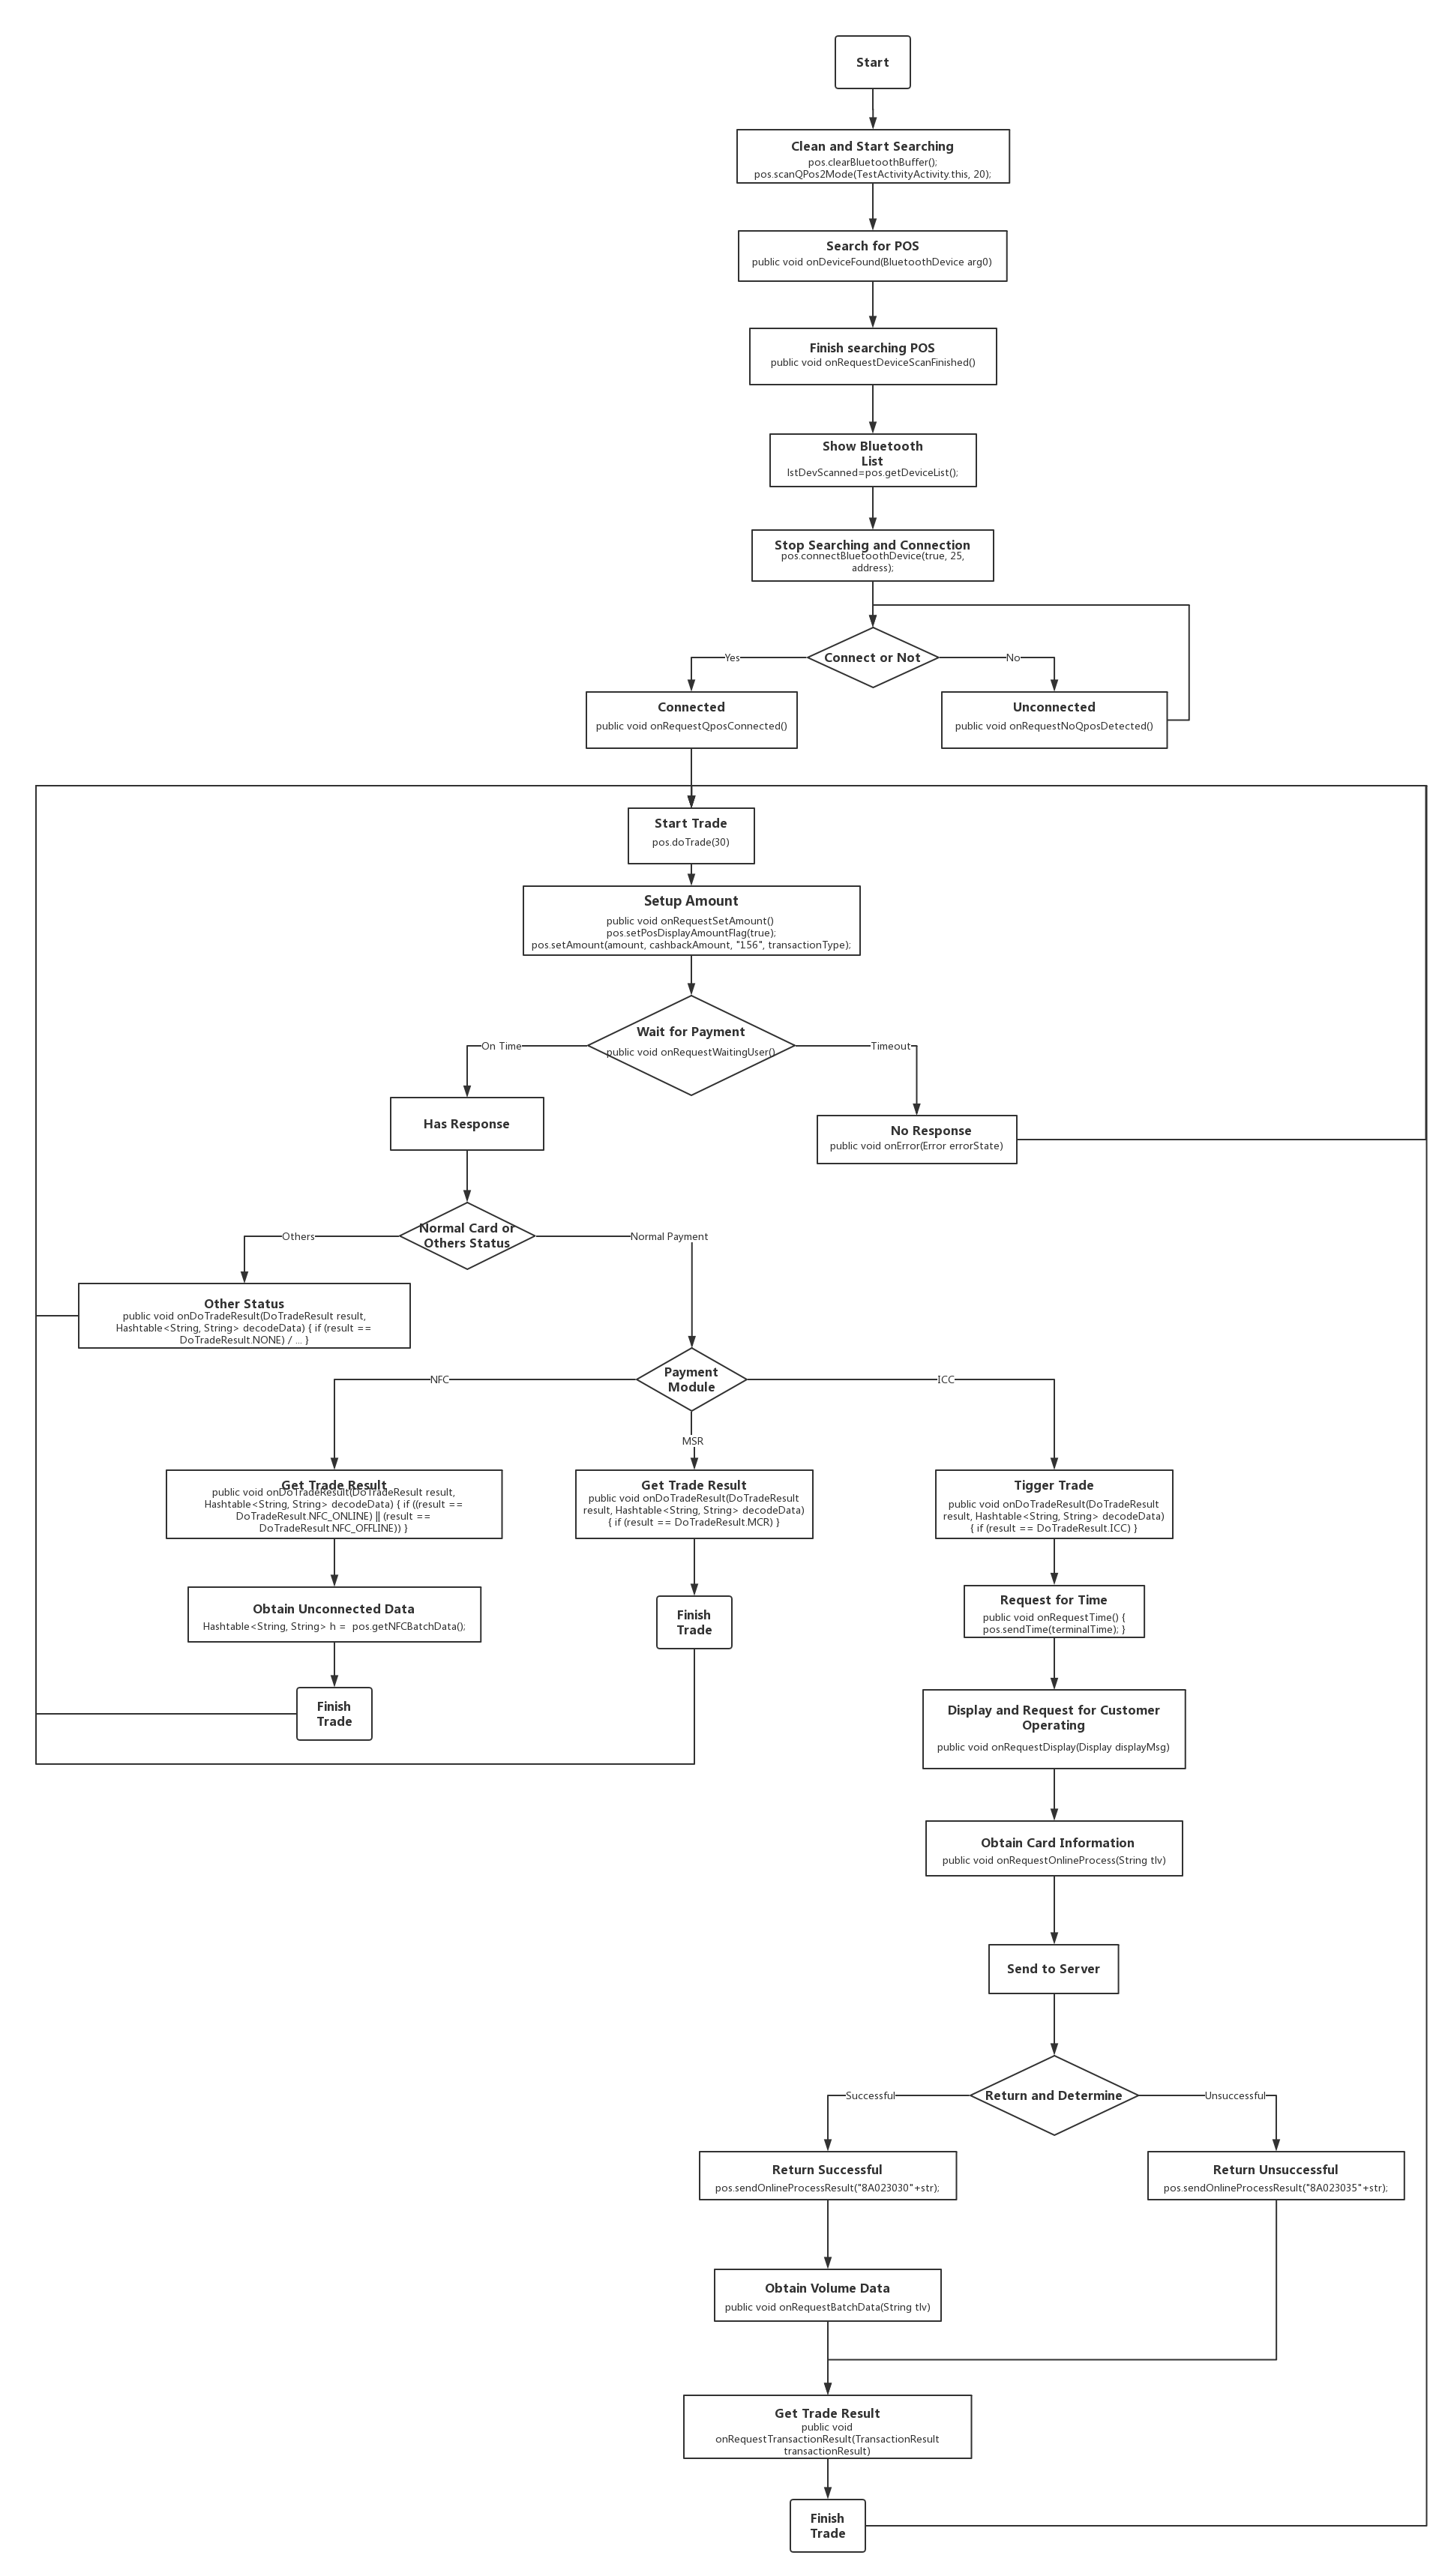 Start
Clean and Start Searching
pos.clearBluetoothBuffer();
pos.scanQPos2Mode(TestActivityActivity.this, 20);
Search for POS
public void onDeviceFound(BluetoothDevice arg0)
Finish searching POS
public void onRequestDeviceScanFinished()
Show Bluetooth
List
lstDevScanned=pos.getDeviceList();
Stop Searching and Connection
pos.connectBluetoothDevice(true, 25,
address);
Connect or Not
Yes
No
Connected
public void onRequestQposConnected()
Unconnected
public void onRequestNoQposDetected()
Start Trade
pos.doTrade(30)
Setup Amount
public void onRequestSetAmount()
pos.setPosDisplayAmountFlag(true);
pos.setAmount(amount, cashbackAmount, "156", transactionType);
Wait for Payment
public void onRequestWaitingUser()
On Time
Timeout
Has Response
No Response
public void onError(Error errorState)
Normal Card or
Others Status
Others
Normal Payment
Other Status
public void onDoTradeResult(DoTradeResult result,
Hashtable<String, String> decodeData) { if (result ==
DoTradeResult.NONE) / ... }
Payment
Module
NFC
ICC
MSR
Get Trade Result
public void onDoTradeResult(DoTradeResult result,
Hashtable<String, String> decodeData) { if ((result ==
DoTradeResult.NFC_ONLINE) || (result ==
DoTradeResult.NFC_OFFLINE)) }
Get Trade Result
public void onDoTradeResult(DoTradeResult
result, Hashtable<String, String> decodeData)
{ if (result == DoTradeResult.MCR) }
Tigger Trade
public void onDoTradeResult(DoTradeResult
result, Hashtable<String, String> decodeData)
{ if (result == DoTradeResult.ICC) }
Obtain Unconnected Data
Hashtable<String, String> h =  pos.getNFCBatchData();
Finish
Trade
Request for Time
public void onRequestTime() {
pos.sendTime(terminalTime); }
Finish
Trade
Display and Request for Customer
Operating
public void onRequestDisplay(Display displayMsg)
Obtain Card Information
public void onRequestOnlineProcess(String tlv)
Send to Server
Return and Determine
Successful
Unsuccessful
Return Successful
pos.sendOnlineProcessResult("8A023030"+str);
Return Unsuccessful
pos.sendOnlineProcessResult("8A023035"+str);
Obtain Volume Data
public void onRequestBatchData(String tlv)
Get Trade Result
public void
onRequestTransactionResult(TransactionResult
transactionResult)
Finish
Trade